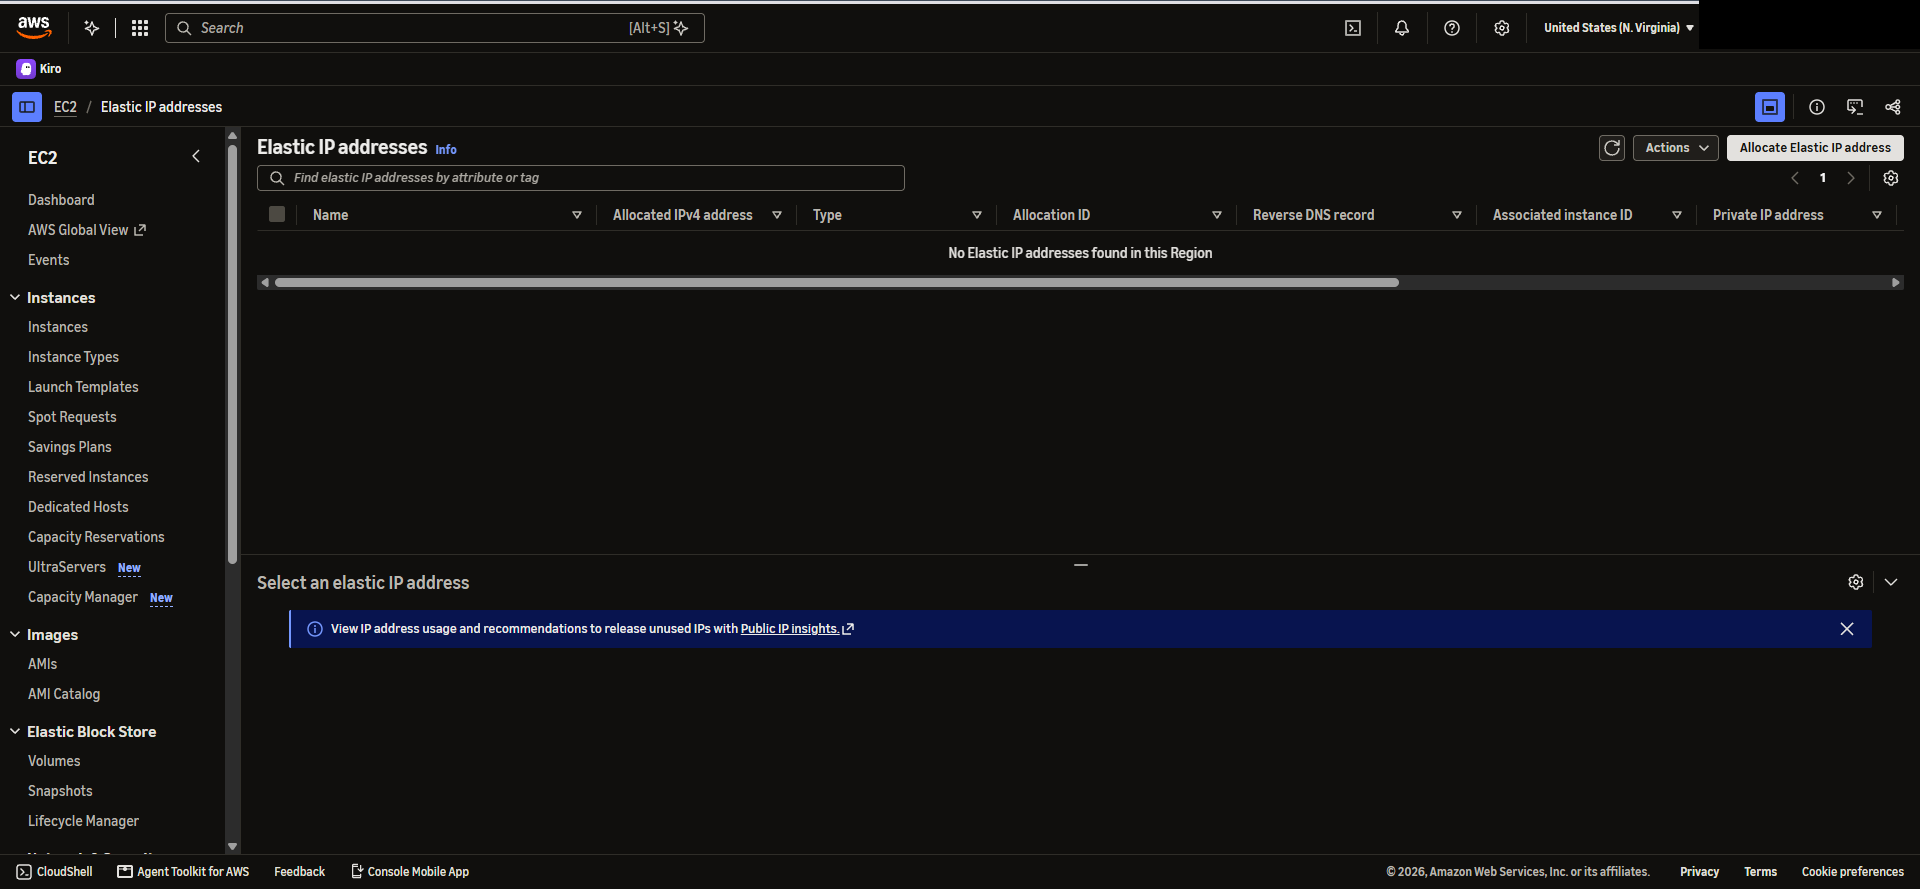 aws
Search [Alt+S]
United States (N. Virginia)
Kiro
EC2 / Elastic IP addresses
EC2
Dashboard
AWS Global View
Events
Instances
Instances
Instance Types
Launch Templates
Spot Requests
Savings Plans
Reserved Instances
Dedicated Hosts
Capacity Reservations
UltraServers New
Capacity Manager New
Images
AMIs
AMI Catalog
Elastic Block Store
Volumes
Snapshots
Lifecycle Manager
Elastic IP addresses Info
Actions
Allocate Elastic IP address
Find elastic IP addresses by attribute or tag
1
Name Allocated IPv4 address Type Allocation ID Reverse DNS record Associated instance ID Private IP address
No Elastic IP addresses found in this Region
Select an elastic IP address
View IP address usage and recommendations to release unused IPs with Public IP insights.
CloudShell Agent Toolkit for AWS Feedback Console Mobile App
© 2026, Amazon Web Services, Inc. or its affiliates. Privacy Terms Cookie preferences